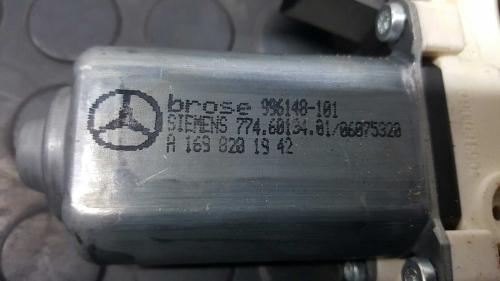 brose 996148-101
SIEMENS 774.60134.01/06075320
A 169 820 19 42